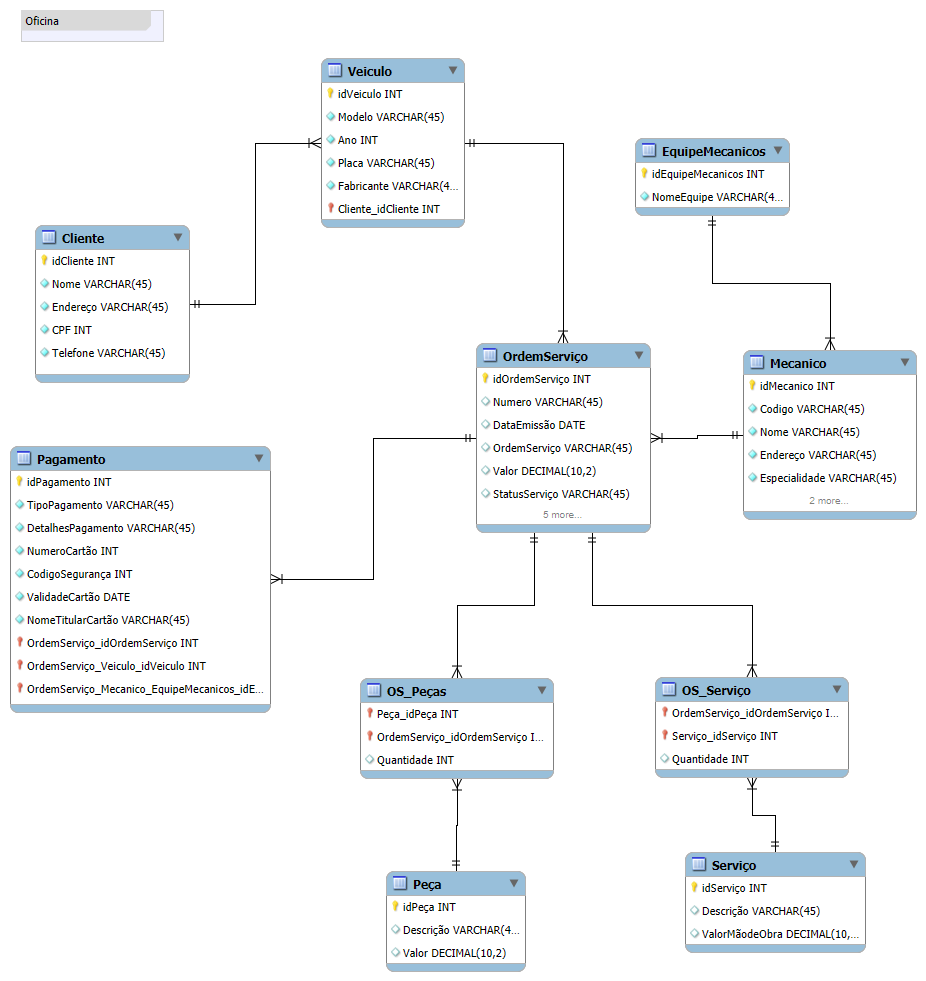 Oficina
Veiculo
idVeiculo INT
Modelo VARCHAR(45)
Ano INT
Placa VARCHAR(45)
Fabricante VARCHAR(4...
Cliente_idCliente INT
EquipeMecanicos
idEquipeMecanicos INT
NomeEquipe VARCHAR(4...
Cliente
idCliente INT
Nome VARCHAR(45)
Endereço VARCHAR(45)
CPF INT
Telefone VARCHAR(45)
OrdemServiço
idOrdemServiço INT
Numero VARCHAR(45)
DataEmissão DATE
OrdemServiço VARCHAR(45)
Valor DECIMAL(10,2)
StatusServiço VARCHAR(45)
5 more...
Mecanico
idMecanico INT
Codigo VARCHAR(45)
Nome VARCHAR(45)
Endereço VARCHAR(45)
Especialidade VARCHAR(45)
2 more...
Pagamento
idPagamento INT
TipoPagamento VARCHAR(45)
DetalhesPagamento VARCHAR(45)
NumeroCartão INT
CodigoSegurança INT
ValidadeCartão DATE
NomeTitularCartão VARCHAR(45)
OrdemServiço_idOrdemServiço INT
OrdemServiço_Veiculo_idVeiculo INT
OrdemServiço_Mecanico_EquipeMecanicos_idE...
OS_Peças
Peça_idPeça INT
OrdemServiço_idOrdemServiço I...
Quantidade INT
OS_Serviço
OrdemServiço_idOrdemServiço I...
Serviço_idServiço INT
Quantidade INT
Peça
idPeça INT
Descrição VARCHAR(4...
Valor DECIMAL(10,2)
Serviço
idServiço INT
Descrição VARCHAR(45)
ValorMãodeObra DECIMAL(10,...